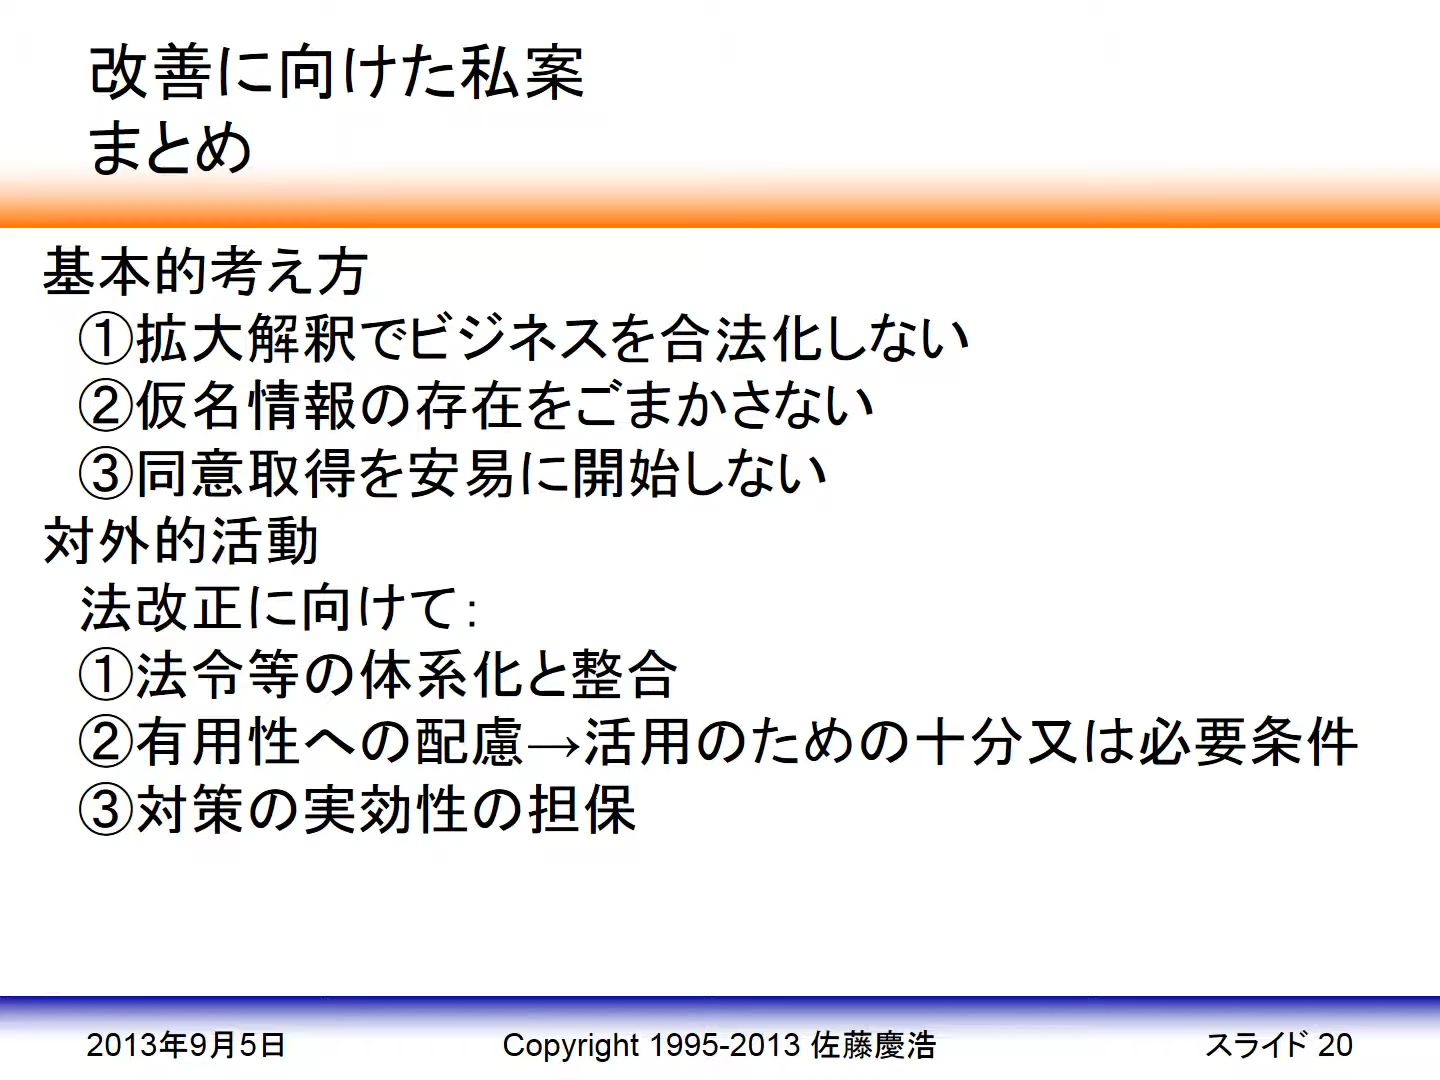 改善に向けた私案
まとめ
基本的考え方
①拡大解釈でビジネスを合法化しない
②仮名情報の存在をごまかさない
③同意取得を安易に開始しない
対外的活動
法改正に向けて：
①法令等の体系化と整合
②有用性への配慮→活用のための十分又は必要条件
③対策の実効性の担保
2013年9月5日
Copyright 1995-2013 佐藤慶浩
スライド 20